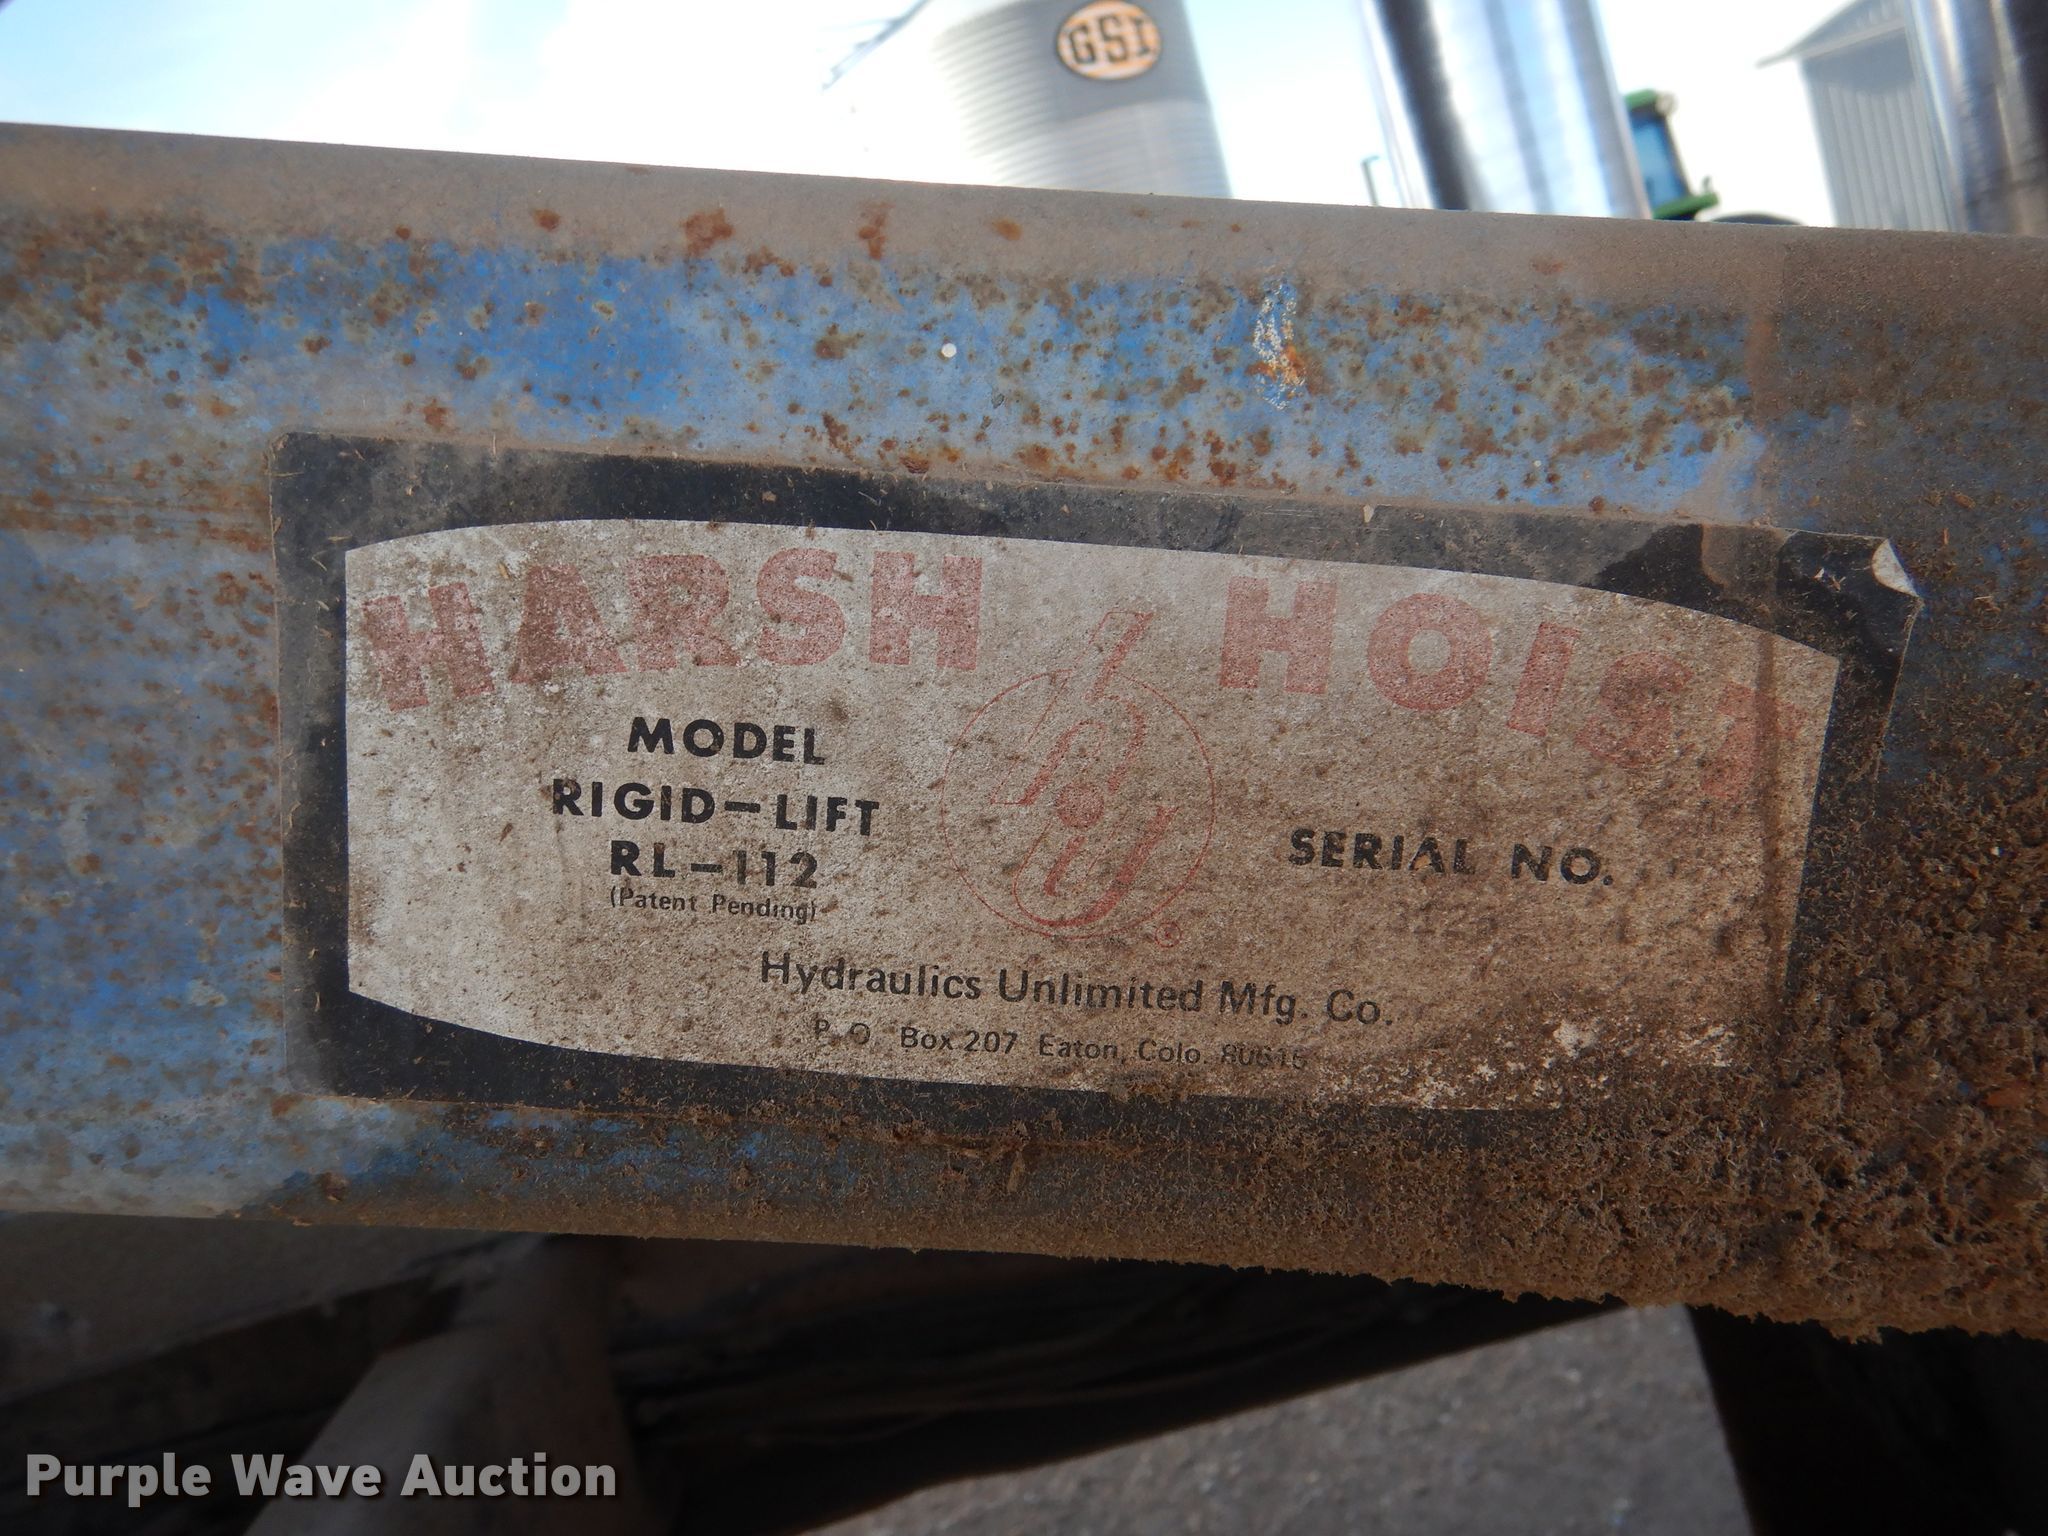 GSI
HARSH HOIST
MODEL
RIGID-LIFT
RL-112
(Patent Pending)
SERIAL NO.
Hydraulics Unlimited Mfg. Co.
P. O. Box 207 Eaton, Colo. 80615
Purple Wave Auction